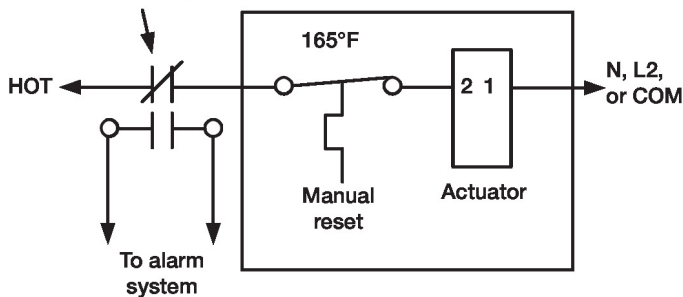 165°F
HOT
2 1
N, L2,
or COM
Manual
reset
Actuator
To alarm
system